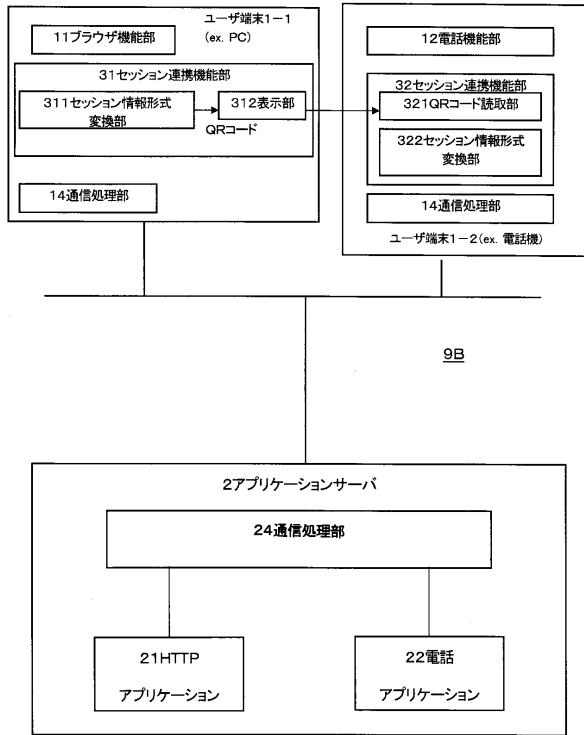 ユーザ端末1-1
(ex. PC)
11ブラウザ機能部
31セッション連携機能部
311セッション情報形式
変換部
312表示部
QRコード
14通信処理部
12電話機能部
32セッション連携機能部
321QRコード読取部
322セッション情報形式
変換部
14通信処理部
ユーザ端末1-2(ex. 電話機)
9B
2アプリケーションサーバ
24通信処理部
21HTTP
アプリケーション
22電話
アプリケーション